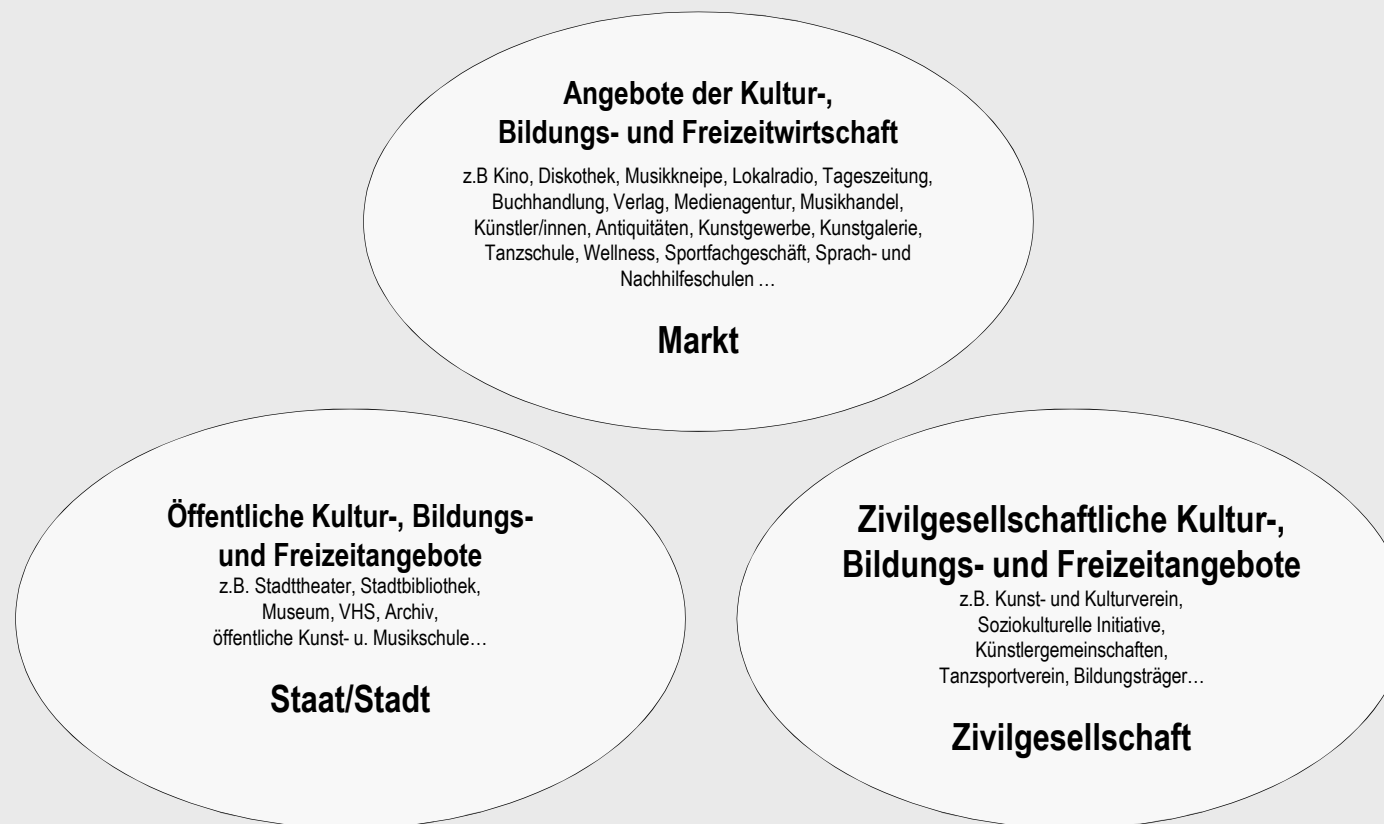 Angebote der Kultur-,
Bildungs- und Freizeitwirtschaft
z.B Kino, Diskothek, Musikkneipe, Lokalradio, Tageszeitung,
Buchhandlung, Verlag, Medienagentur, Musikhandel,
Künstler/innen, Antiquitäten, Kunstgewerbe, Kunstgalerie,
Tanzschule, Wellness, Sportfachgeschäft, Sprach- und
Nachhilfeschulen …
Markt
Öffentliche Kultur-, Bildungs-
und Freizeitangebote
z.B. Stadttheater, Stadtbibliothek,
Museum, VHS, Archiv,
öffentliche Kunst- u. Musikschule…
Staat/Stadt
Zivilgesellschaftliche Kultur-,
Bildungs- und Freizeitangebote
z.B. Kunst- und Kulturverein,
Soziokulturelle Initiative,
Künstlergemeinschaften,
Tanzsportverein, Bildungsträger…
Zivilgesellschaft